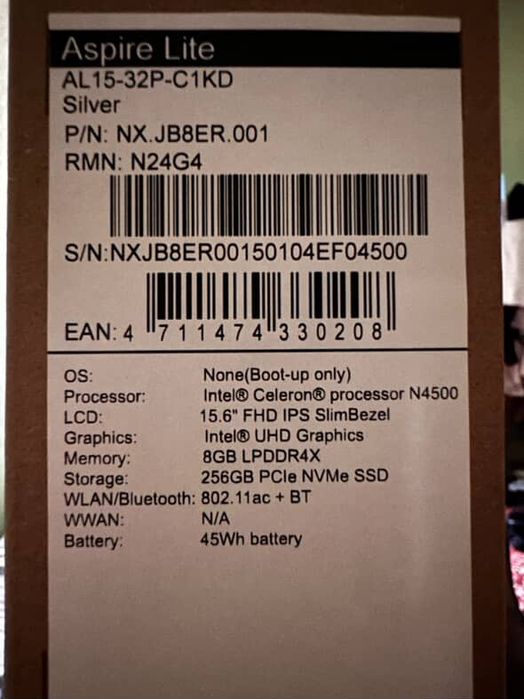 Aspire Lite
AL15-32P-C1KD
Silver
P/N: NX.JB8ER.001
RMN: N24G4
S/N:NXJB8ER00150104EF04500
EAN: 4 711474 330208
OS: None(Boot-up only)
Processor: Intel® Celeron® processor N4500
LCD: 15.6" FHD IPS SlimBezel
Graphics: Intel® UHD Graphics
Memory: 8GB LPDDR4X
Storage: 256GB PCIe NVMe SSD
WLAN/Bluetooth: 802.11ac + BT
WWAN: N/A
Battery: 45Wh battery